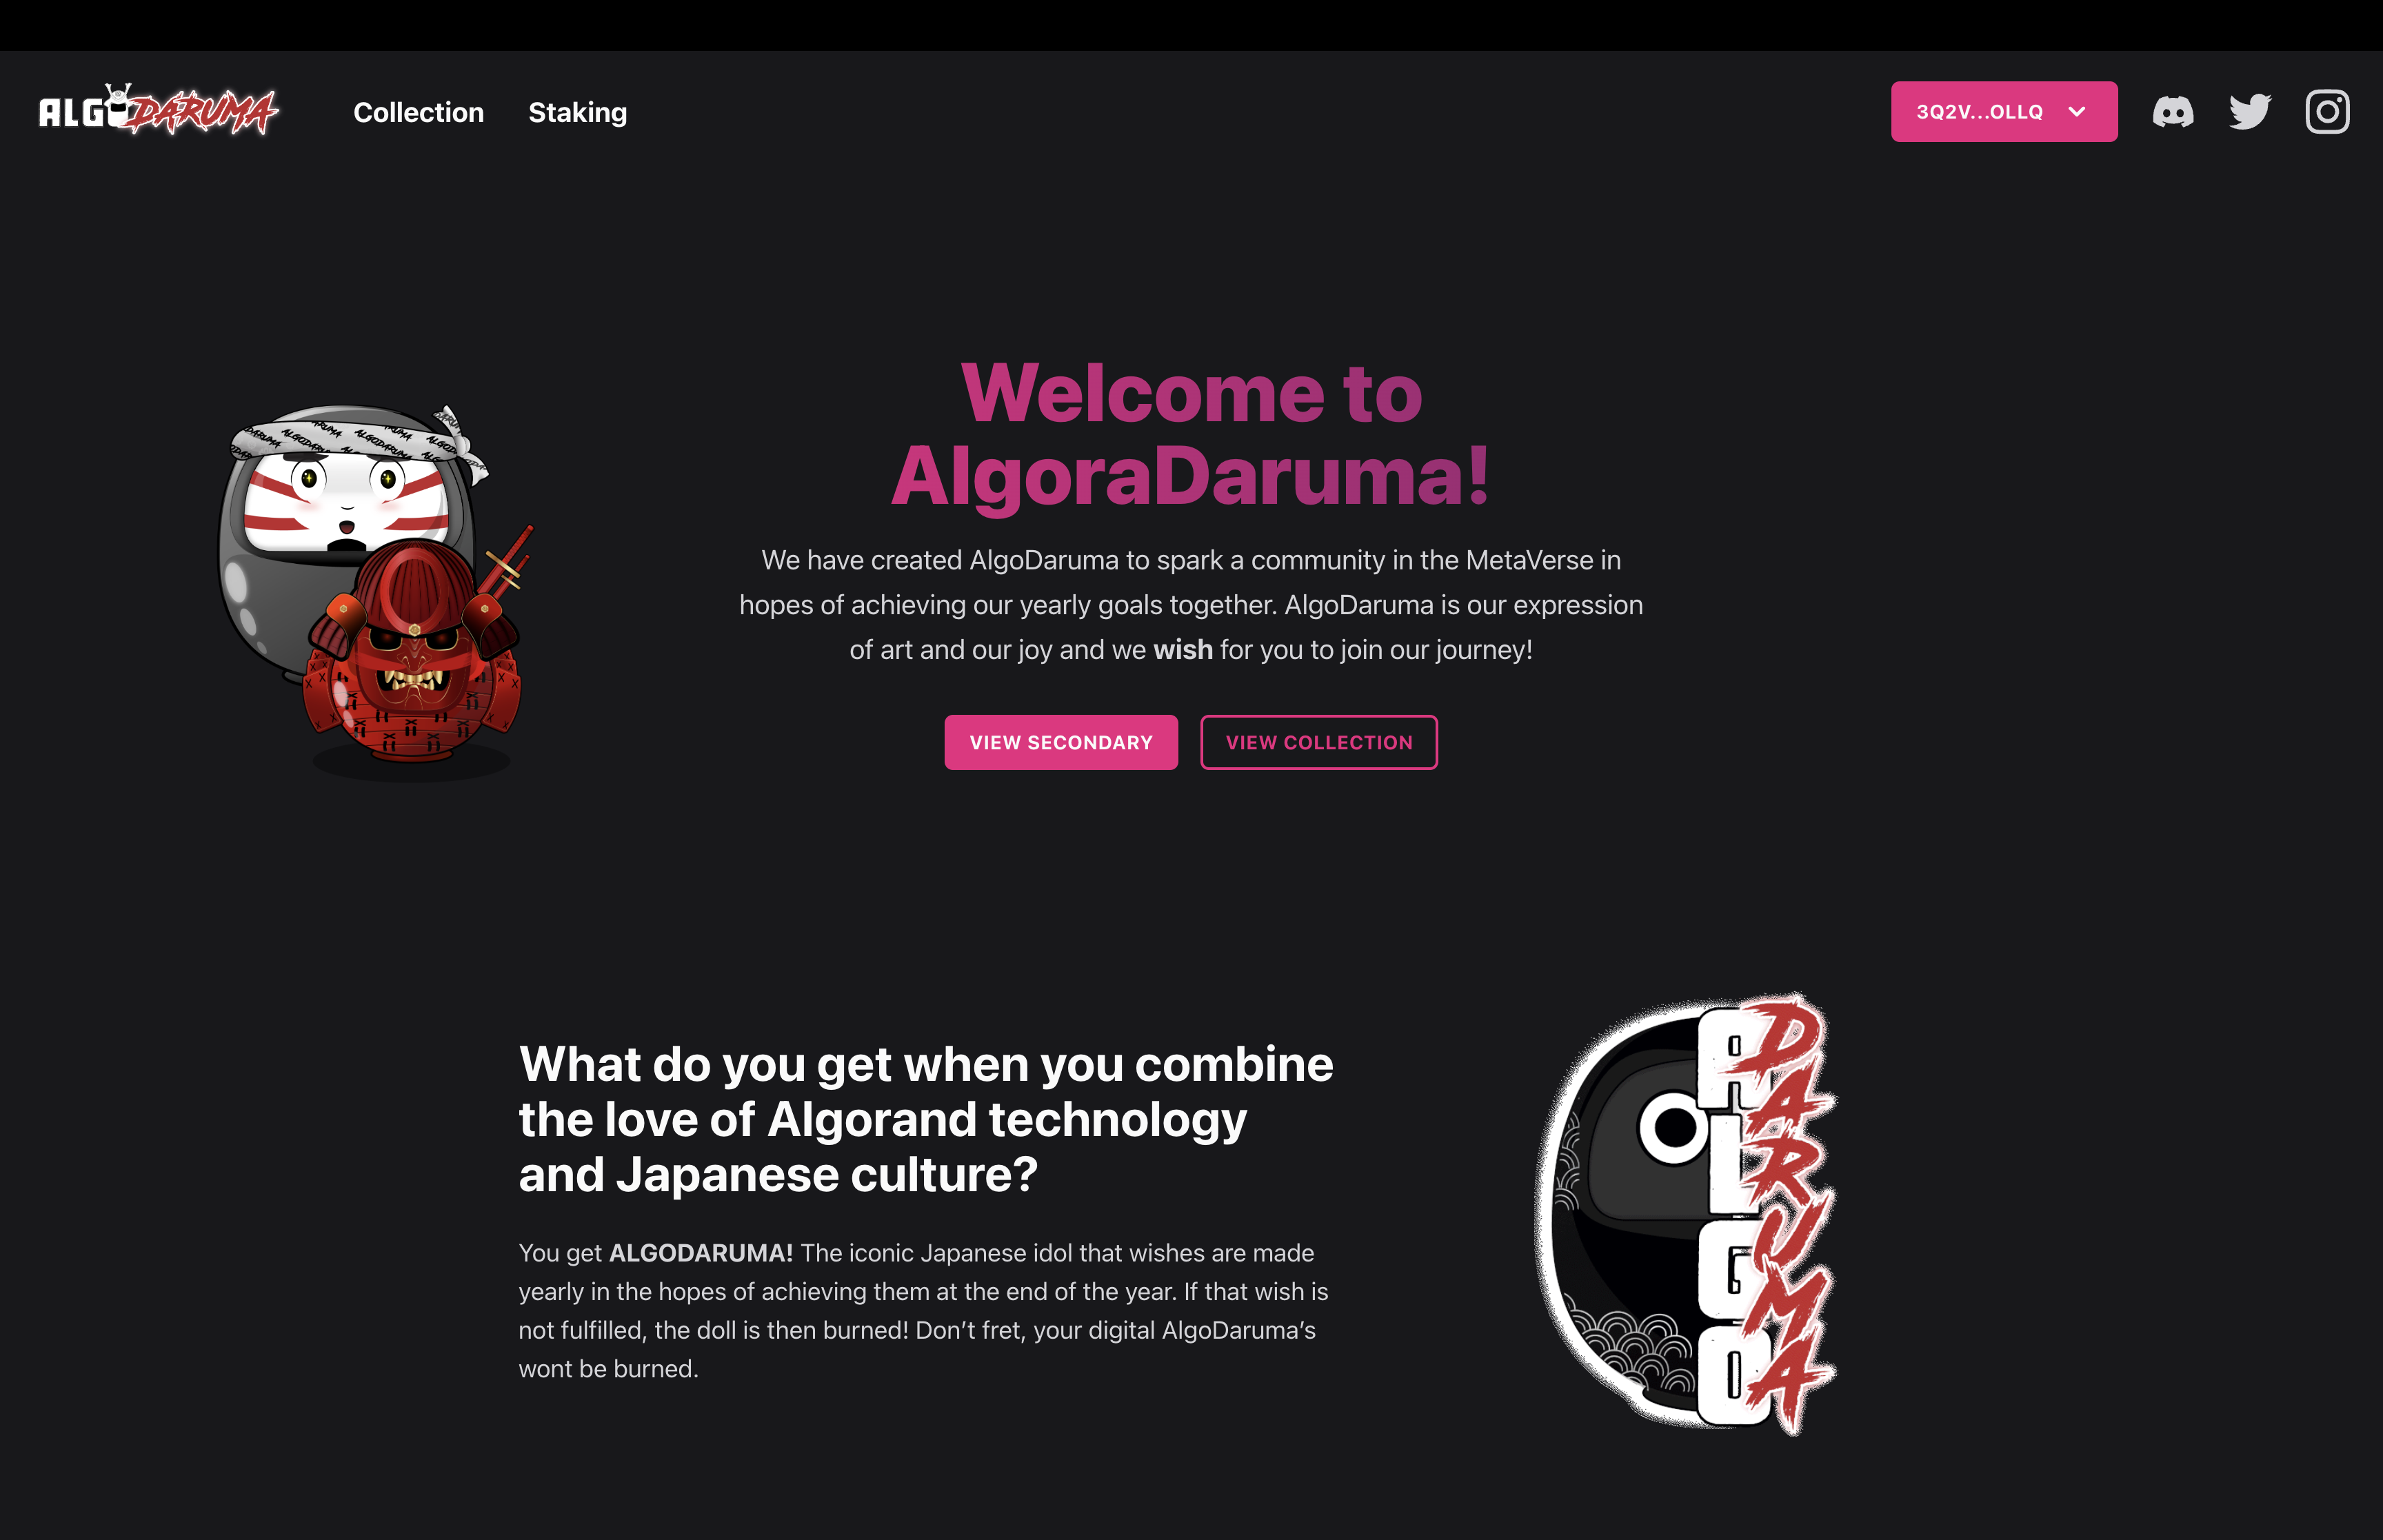 ALGODARUMA
Collection
Staking
3Q2V...OLLQ
Welcome to
AlgoraDaruma!
We have created AlgoDaruma to spark a community in the MetaVerse in
hopes of achieving our yearly goals together. AlgoDaruma is our expression
of art and our joy and we wish for you to join our journey!
VIEW SECONDARY
VIEW COLLECTION
ALGODARUMA
What do you get when you combine
the love of Algorand technology
and Japanese culture?
You get ALGODARUMA! The iconic Japanese idol that wishes are made
yearly in the hopes of achieving them at the end of the year. If that wish is
not fulfilled, the doll is then burned! Don’t fret, your digital AlgoDaruma’s
wont be burned.
ALGO
DARUMA